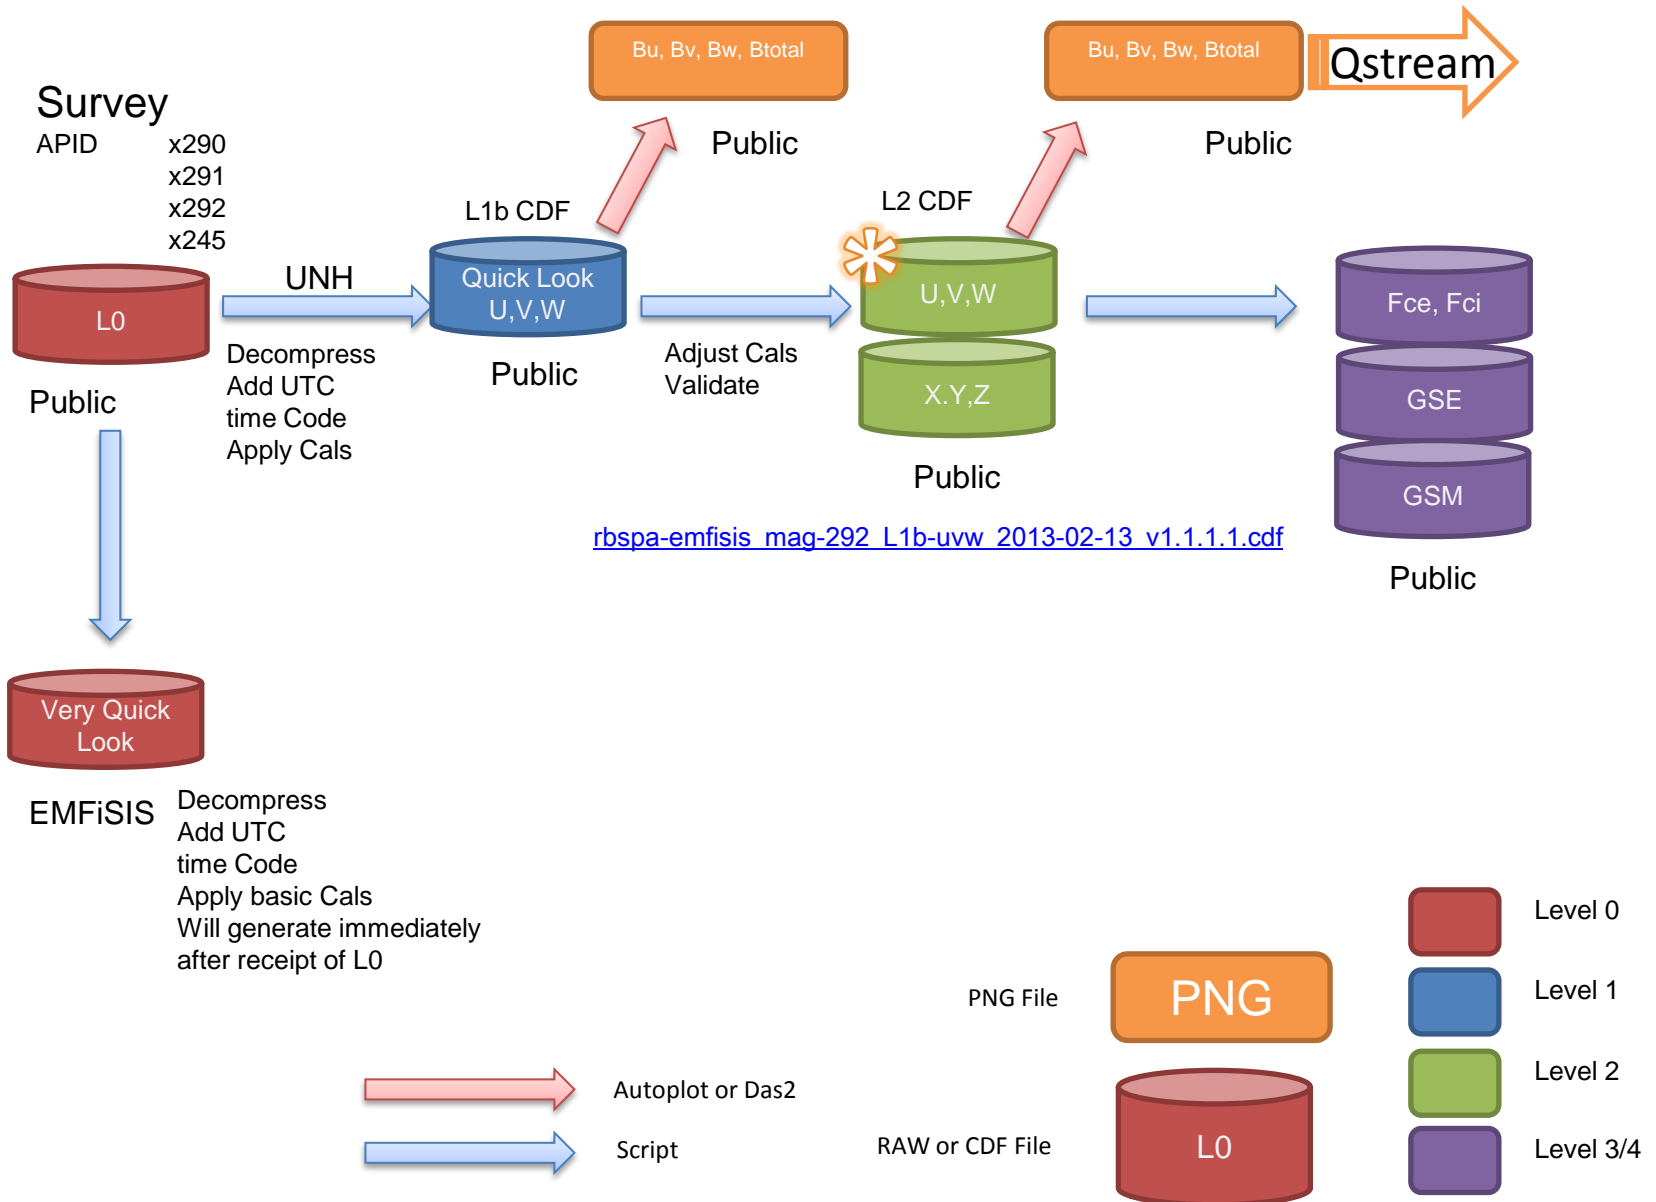 Bu, Bv, Bw, Btotal
Bu, Bv, Bw, Btotal
Qstream
Survey
APID x290
x291
x292
x245
Public
Public
L1b CDF
L2 CDF
L0
UNH
Quick Look
U,V,W
U,V,W
Fce, Fci
Decompress
Add UTC
time Code
Apply Cals
Public
Adjust Cals
Validate
X.Y,Z
GSE
Public
Public
GSM
rbspa-emfisis_mag-292_L1b-uvw_2013-02-13_v1.1.1.1.cdf
Public
Very Quick
Look
EMFiSIS
Decompress
Add UTC
time Code
Apply basic Cals
Will generate immediately
after receipt of L0
PNG File
PNG
Level 0
Level 1
Autoplot or Das2
Level 2
Script
RAW or CDF File
L0
Level 3/4